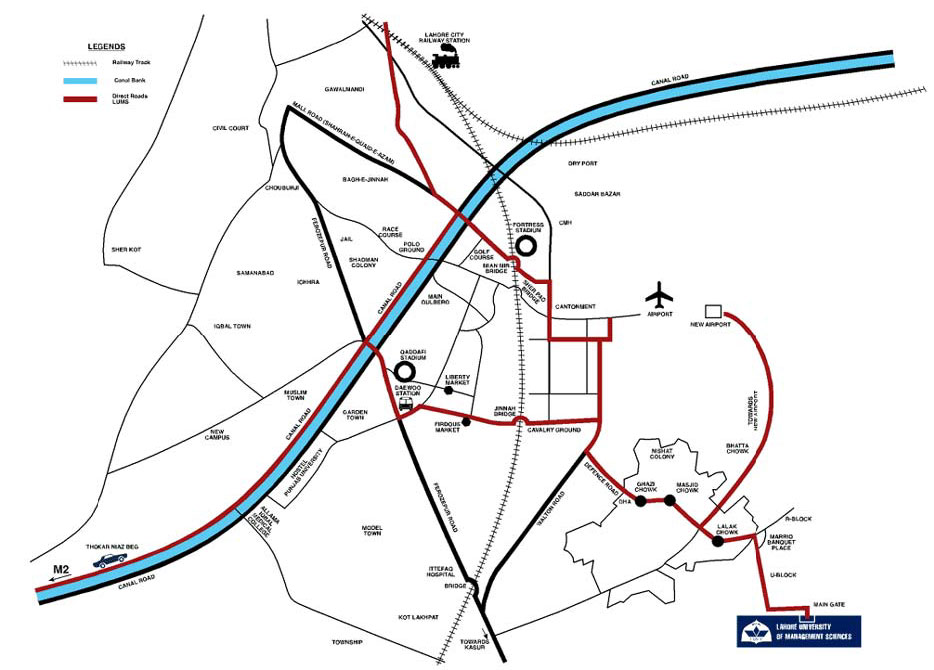 LEGENDS
Railway Track
Canal Bank
Direct Roads
LUMS
LAHORE CITY
RAILWAY STATION
CANAL ROAD
GAWALMANDI
MALL ROAD (SHAHRAH-E-QUAID-E-AZAM)
CIVIL COURT
DRY PORT
BAGH-E-JINNAH
CHOUBURJI
SADDAR BAZAR
CMH
FORTRESS
STADIUM
FEROZEPUR ROAD
RACE
COURSE
JAIL
POLO
GROUND
SHER KOT
SHADMAN
COLONY
GOLF
COURSE
MIAN MIR
BRIDGE
SAMANABAD
ICHHRA
SHER PAO
BRIDGE
CANAL ROAD
MAIN
GULBERG
CANTONMENT
AIRPORT
NEW AIRPORT
IQBAL TOWN
QADDAFI
STADIUM
LIBERTY
MARKET
DAEWOO
STATION
MUSLIM
TOWN
GARDEN
TOWN
JINNAH
BRIDGE
FIRDOUS
MARKET
CAVALRY GROUND
TOWARDS
NEW AIRPORT
CANAL ROAD
NEW
CAMPUS
HOSTEL
PUNJAB UNIVERSITY
BHATTA
CHOWK
NISHAT
COLONY
DEFENCE ROAD
GHAZI
CHOWK
MASJID
CHOWK
DHA
FEROZEPUR ROAD
WALTON ROAD
ALLAMA
IQBAL
MEDICAL
COLLEGE
MODEL
TOWN
LALAK
CHOWK
R-BLOCK
MARRIO
BANQUET
PLACE
THOKAR NIAZ BEG
M2
CANAL ROAD
ITTEFAQ
HOSPITAL
BRIDGE
U-BLOCK
MAIN GATE
KOT LAKHPAT
TOWNSHIP
TOWARDS
KASUR
LAHORE UNIVERSITY
OF MANAGEMENT SCIENCES